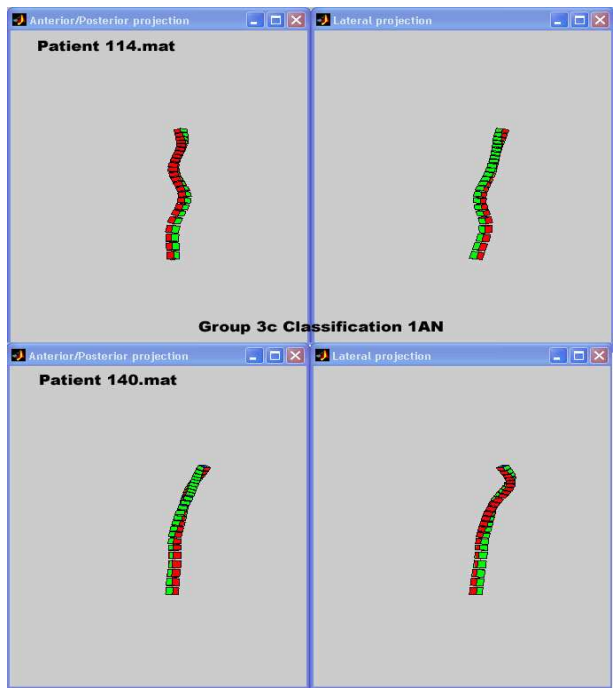 Anterior/Posterior projection
Lateral projection
Patient 114.mat
Group 3c Classification 1AN
Anterior/Posterior projection
Lateral projection
Patient 140.mat